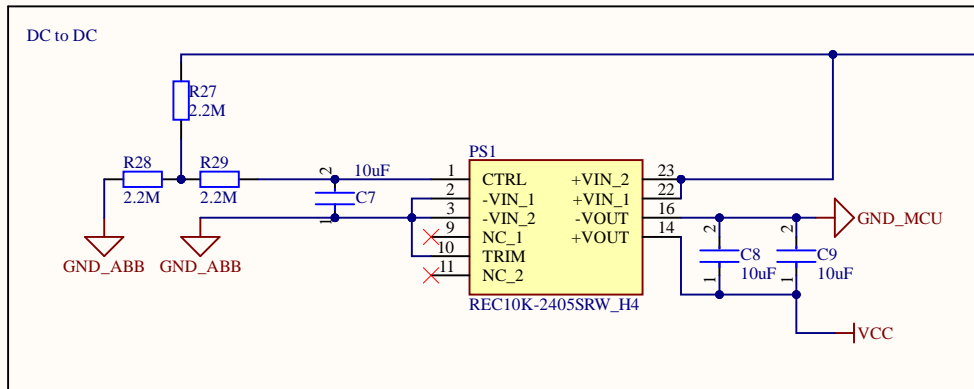 DC to DC
R27
2.2M
PS1
R28
R29
2
10uF
1
CTRL
+VIN_2
23
2.2M
2.2M
C7
2
-VIN_1
+VIN_1
22
1
3
-VIN_2
-VOUT
16
GND_MCU
9
NC_1
+VOUT
14
2
2
10
TRIM
C8
C9
GND_ABB
GND_ABB
11
NC_2
1
10uF
1
10uF
REC10K-2405SRW_H4
VCC